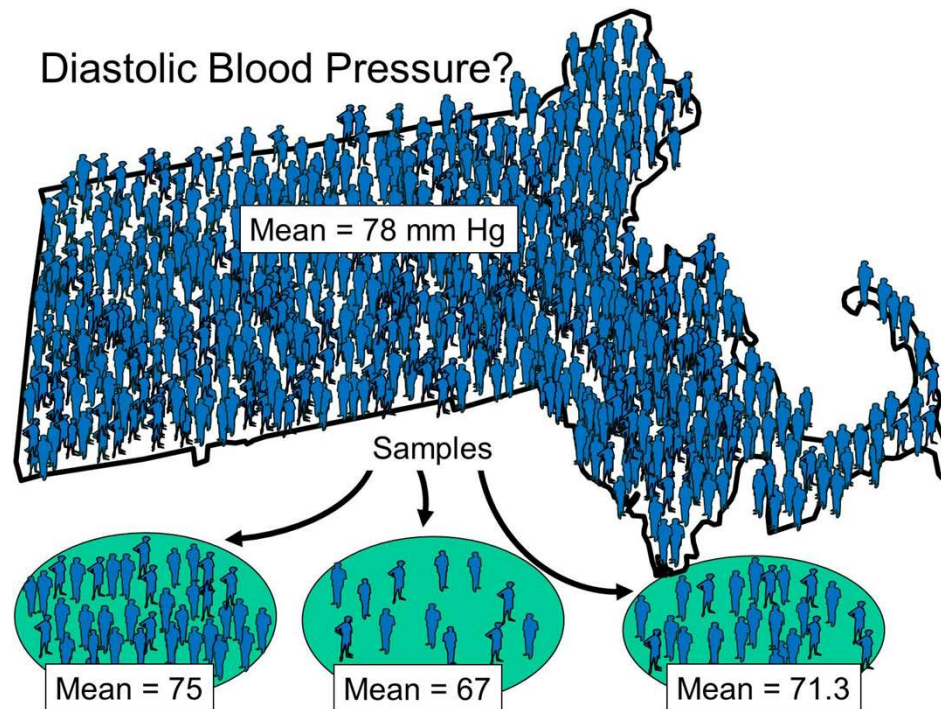 Diastolic Blood Pressure?
Mean = 78 mm Hg
Samples
Mean = 75
Mean = 67
Mean = 71.3